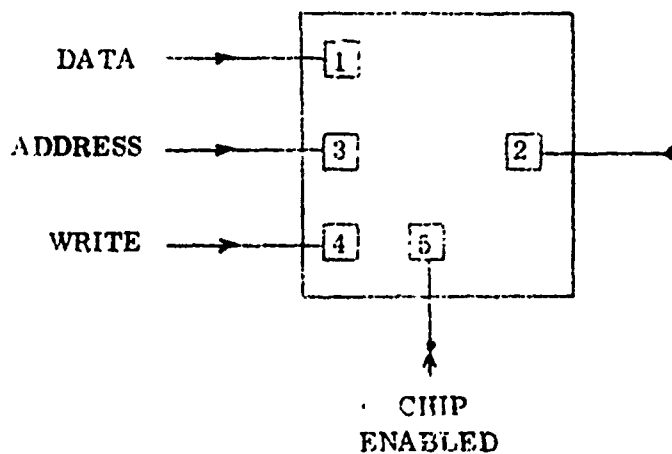 DATA
1
ADDRESS
3
2
WRITE
4
5
CHIP
ENABLED